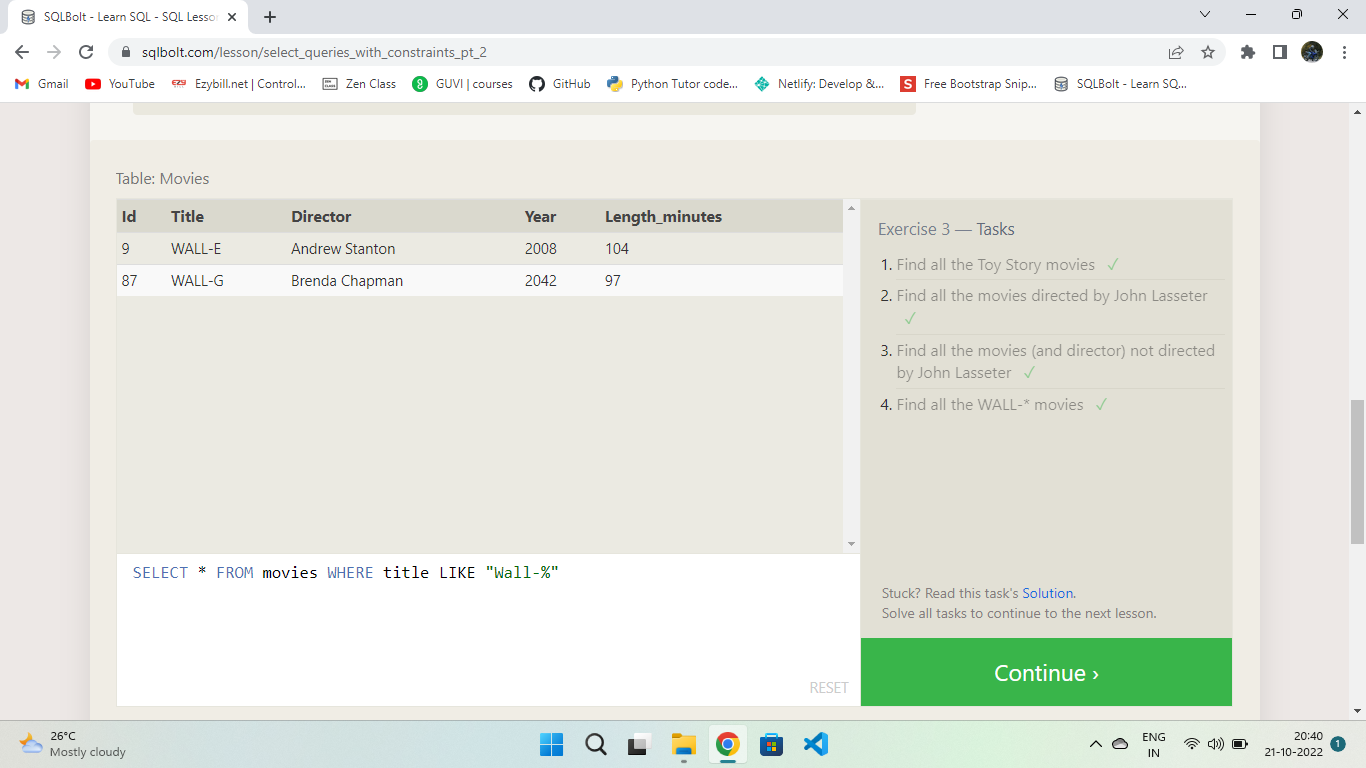 SQLBolt - Learn SQL - SQL Lesson
sqlbolt.com/lesson/select_queries_with_constraints_pt_2
Gmail YouTube Ezybill.net | Control... Zen Class GUVI | courses GitHub Python Tutor code... Netlify: Develop &... Free Bootstrap Snip... SQLBolt - Learn SQ...
Table: Movies
Id Title Director Year Length_minutes
9 WALL-E Andrew Stanton 2008 104
87 WALL-G Brenda Chapman 2042 97
Exercise 3 — Tasks
1. Find all the Toy Story movies ✓
2. Find all the movies directed by John Lasseter
✓
3. Find all the movies (and director) not directed
by John Lasseter ✓
4. Find all the WALL-* movies ✓
SELECT * FROM movies WHERE title LIKE "Wall-%"
RESET
Stuck? Read this task's Solution.
Solve all tasks to continue to the next lesson.
Continue ›
26°C
Mostly cloudy
ENG
IN
20:40
21-10-2022
1